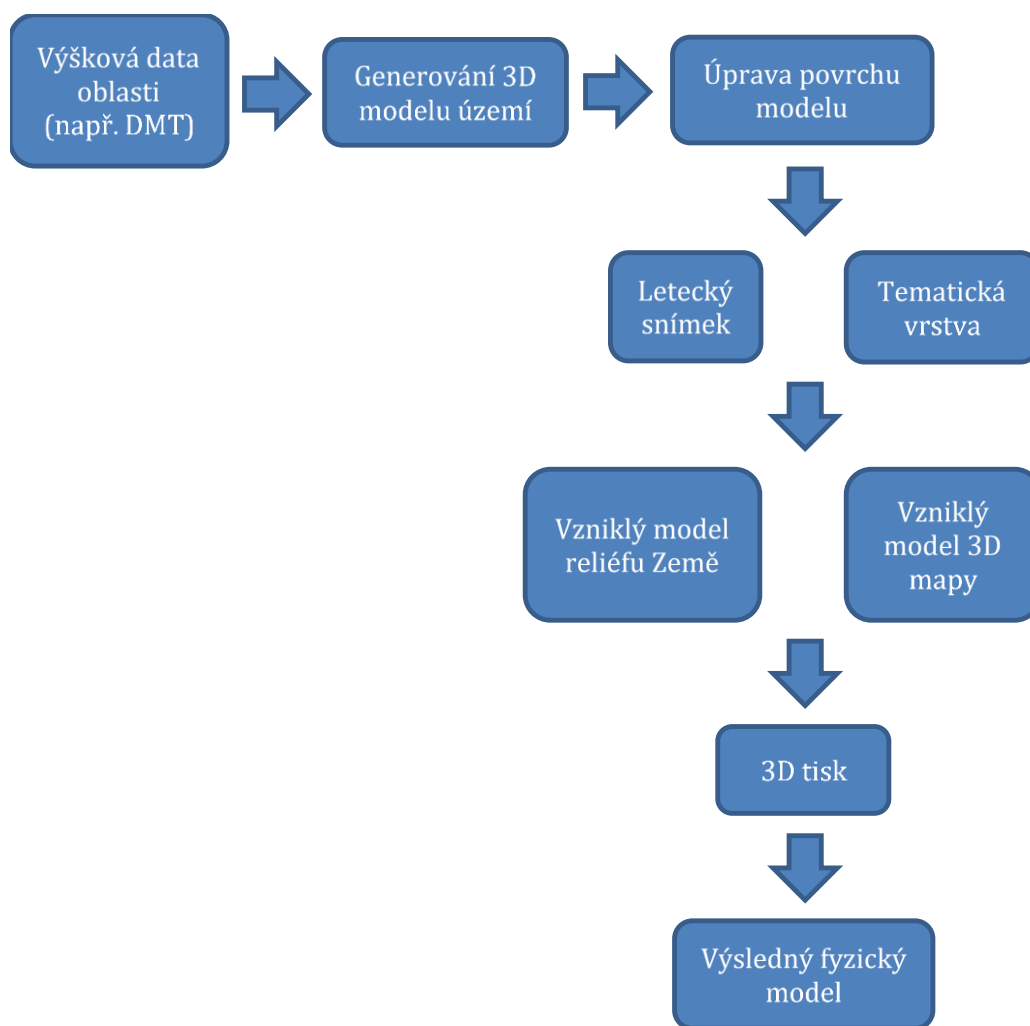 Výšková data
oblasti
(např. DMT)
Generování 3D
modelu území
Úprava povrchu
modelu
Letecký
snímek
Tematická
vrstva
Vzniklý model
reliéfu Země
Vzniklý
model 3D
mapy
3D tisk
Výsledný fyzický
model